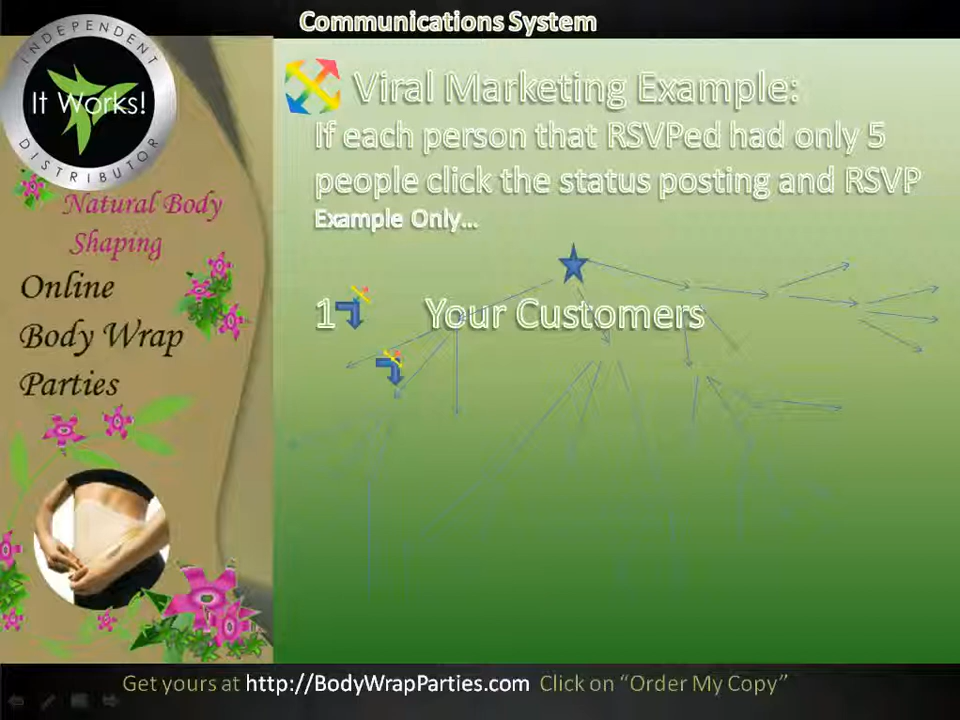 Communications System
INDEPENDENT
It Works!
DISTRIBUTOR
Natural Body
Shaping
Online
Body Wrap
Parties
Viral Marketing Example:
If each person that RSVPed had only 5
people click the status posting and RSVP
Example Only...
1 Your Customers
Get yours at http://BodyWrapParties.com Click on “Order My Copy”